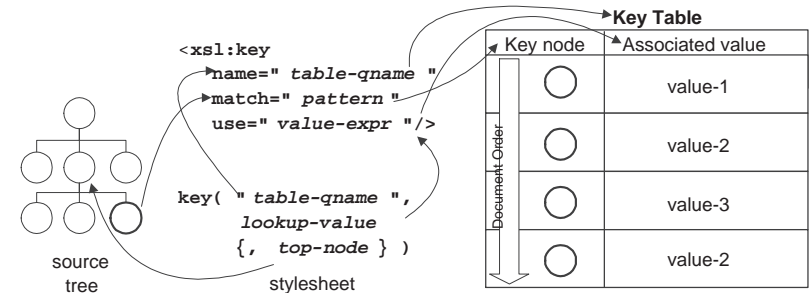 <xsl:key
name=" table-qname "
match=" pattern "
use=" value-expr "/>
key( " table-qname ",
lookup-value
{, top-node } )
source
tree
stylesheet
Key Table
Key node Associated value
Document Order
value-1
value-2
value-3
value-2